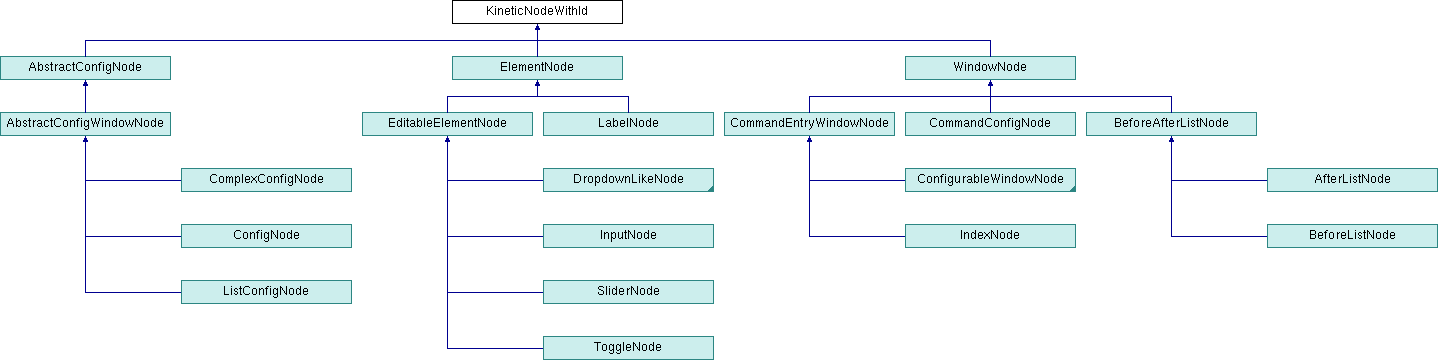 KineticNodeWithId
AbstractConfigNode
ElementNode
WindowNode
AbstractConfigWindowNode
EditableElementNode
LabelNode
CommandEntryWindowNode
CommandConfigNode
BeforeAfterListNode
ComplexConfigNode
DropdownLikeNode
ConfigurableWindowNode
AfterListNode
ConfigNode
InputNode
IndexNode
BeforeListNode
ListConfigNode
SliderNode
ToggleNode